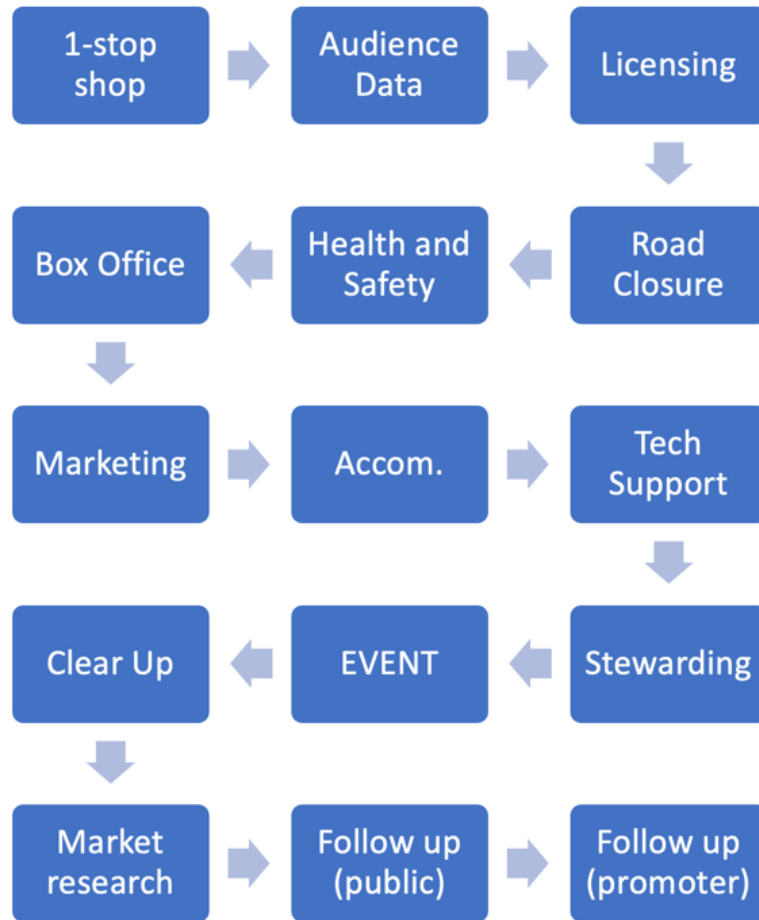 1-stop
shop
Audience
Data
Licensing
Road
Closure
Health and
Safety
Box Office
Marketing
Accom.
Tech
Support
Stewarding
EVENT
Clear Up
Market
research
Follow up
(public)
Follow up
(promoter)